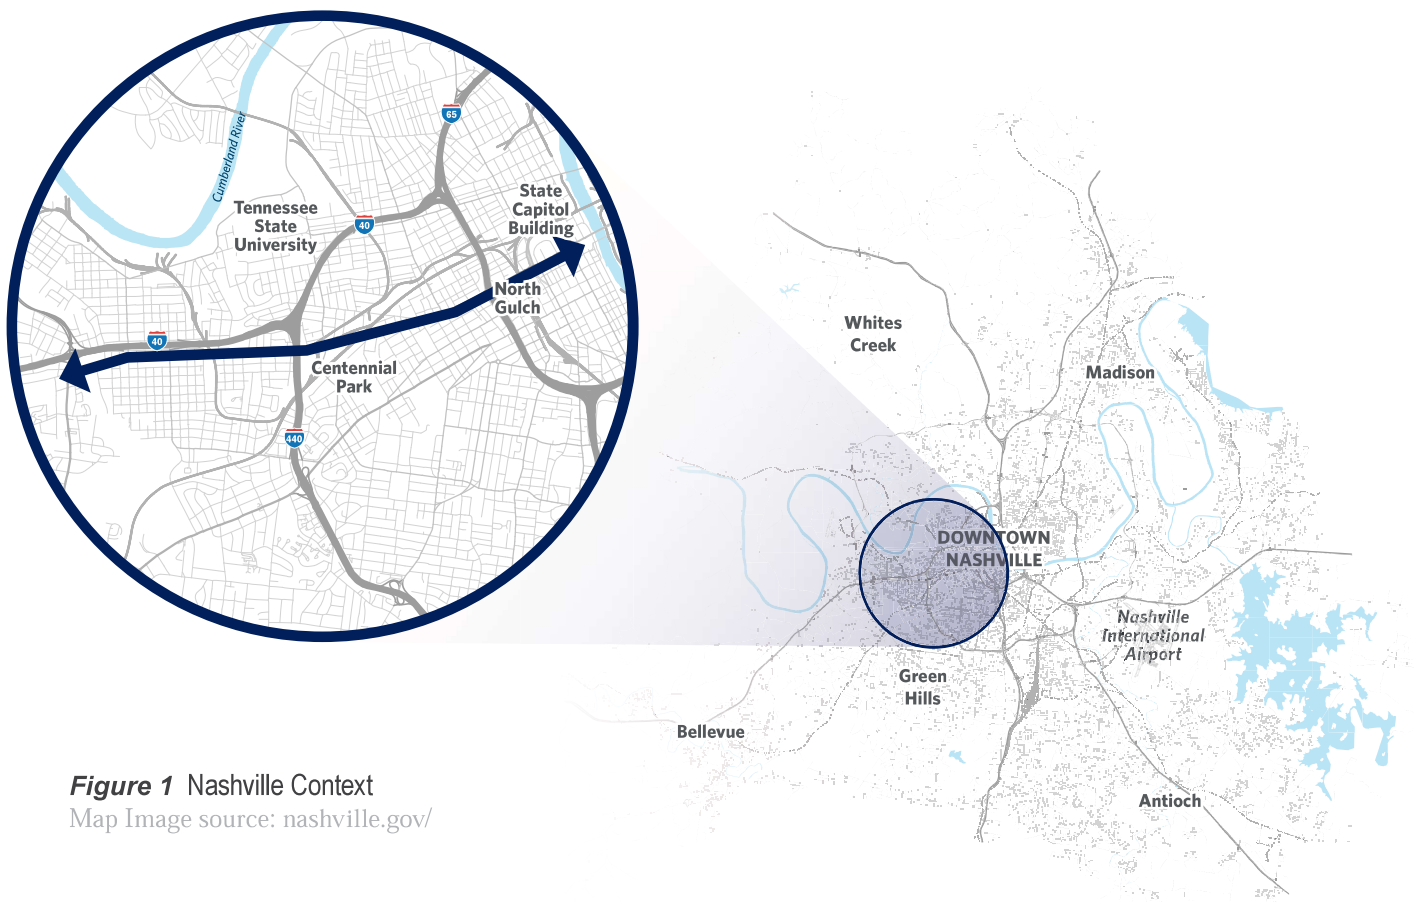 65
Cumberland River
State
Capitol
Building
Tennessee
State
University
40
North
Gulch
40
Centennial
Park
440
Whites
Creek
Madison
DOWNTOWN
NASHVILLE
Nashville
International
Airport
Green
Hills
Bellevue
Antioch
Figure 1 Nashville Context
Map Image source: nashville.gov/